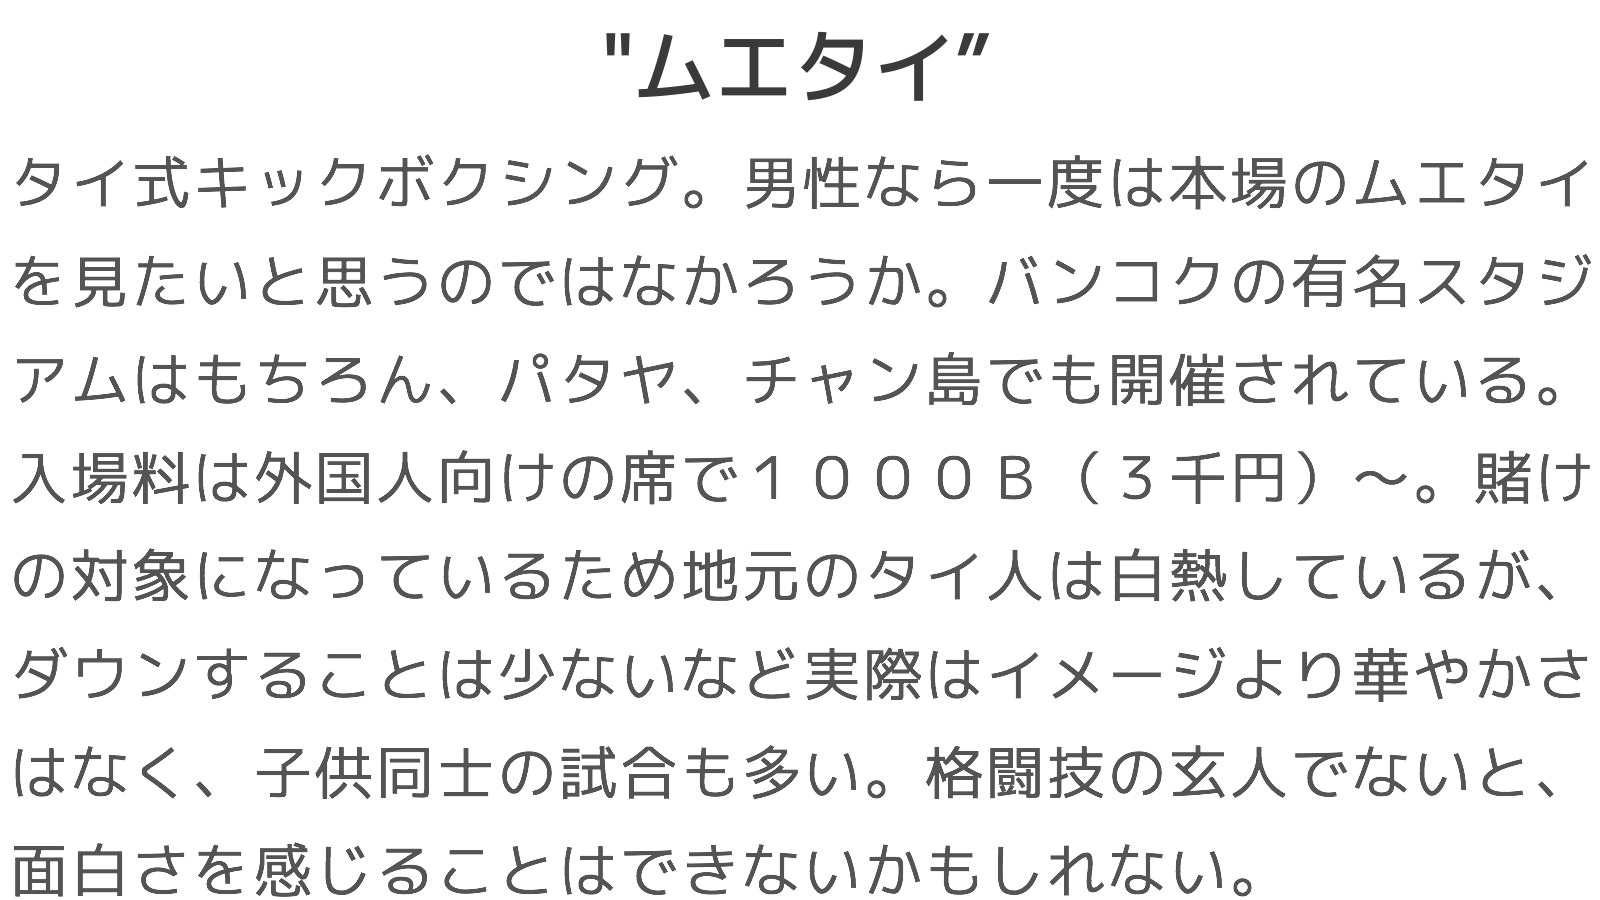 "ムエタイ”
タイ式キックボクシング。男性なら一度は本場のムエタイ
を見たいと思うのではなかろうか。バンコクの有名スタジ
アムはもちろん、パタヤ、チャン島でも開催されている。
入場料は外国人向けの席で１０００Ｂ（３千円）～。賭け
の対象になっているため地元のタイ人は白熱しているが、
ダウンすることは少ないなど実際はイメージより華やかさ
はなく、子供同士の試合も多い。格闘技の玄人でないと、
面白さを感じることはできないかもしれない。